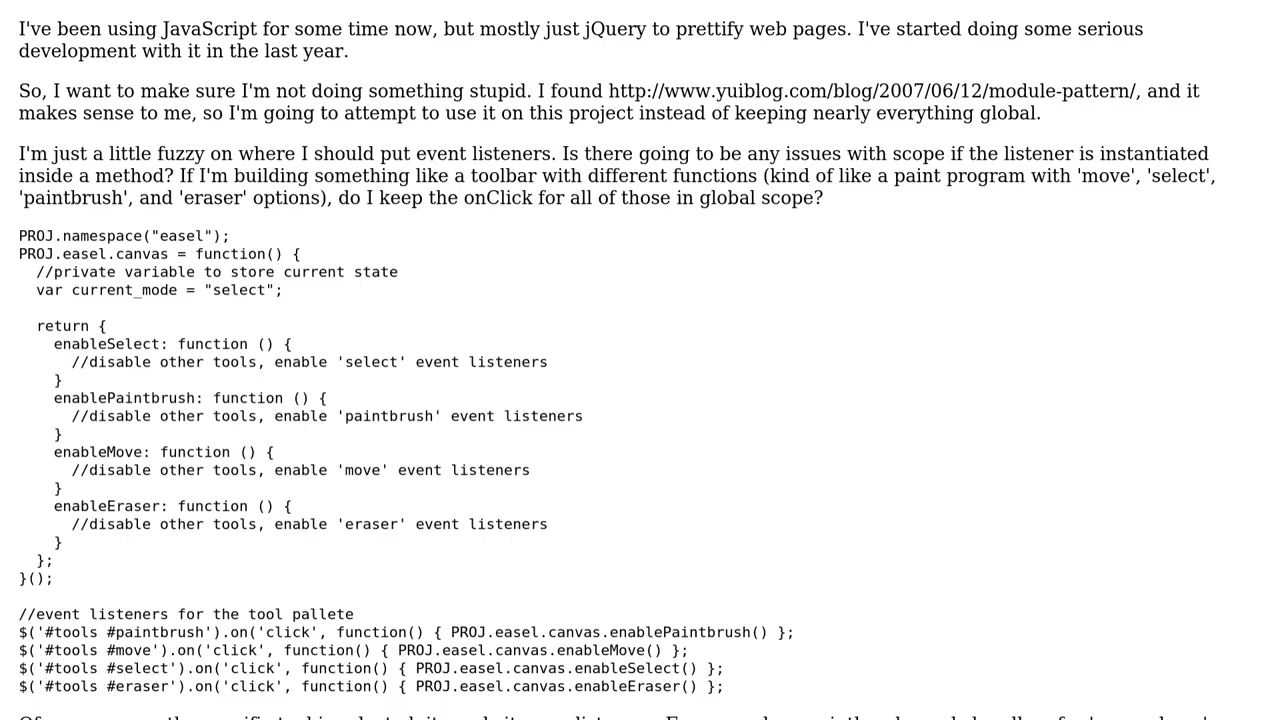 I've been using JavaScript for some time now, but mostly just jQuery to prettify web pages. I've started doing some serious
development with it in the last year.
So, I want to make sure I'm not doing something stupid. I found http://www.yuiblog.com/blog/2007/06/12/module-pattern/, and it
makes sense to me, so I'm going to attempt to use it on this project instead of keeping nearly everything global.
I'm just a little fuzzy on where I should put event listeners. Is there going to be any issues with scope if the listener is instantiated
inside a method? If I'm building something like a toolbar with different functions (kind of like a paint program with 'move', 'select',
'paintbrush', and 'eraser' options), do I keep the onClick for all of those in global scope?
PROJ.namespace("easel");
PROJ.easel.canvas = function() {
  //private variable to store current state
  var current_mode = "select";

  return {
    enableSelect: function () {
      //disable other tools, enable 'select' event listeners
    }
    enablePaintbrush: function () {
      //disable other tools, enable 'paintbrush' event listeners
    }
    enableMove: function () {
      //disable other tools, enable 'move' event listeners
    }
    enableEraser: function () {
      //disable other tools, enable 'eraser' event listeners
    }
  };
}();

//event listeners for the tool pallete
$('#tools #paintbrush').on('click', function() { PROJ.easel.canvas.enablePaintbrush() };
$('#tools #move').on('click', function() { PROJ.easel.canvas.enableMove() };
$('#tools #select').on('click', function() { PROJ.easel.canvas.enableSelect() };
$('#tools #eraser').on('click', function() { PROJ.easel.canvas.enableEraser() };